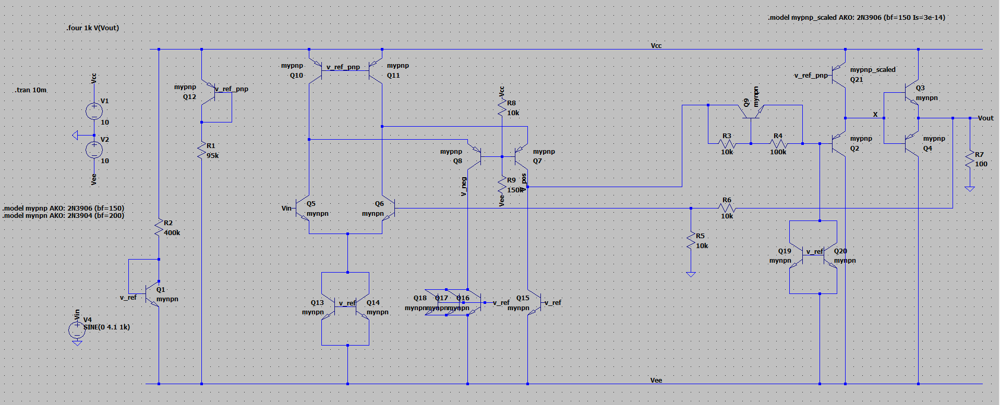 .model mypnp_scaled AKO: 2N3906 (bf=150 Is=3e-14)
.four 1k V(Vout)
Vcc
mypnp
Q10
v_ref_pnp
mypnp
Q11
mypnp_scaled
Q21
v_ref_pnp
Vcc
.tran 10m
mypnp
Q12
v_ref_pnp
Vcc
Q9
mynpn
Q3
mynpn
V1
10
R8
10k
X
Vout
V2
10
R1
95k
R3
10k
R4
100k
mypnp
Q2
mypnp
Q4
mypnp
Q8
mypnp
Q7
R7
100
Vee
V_neg
R9
150k
V_pos
Vee
.model mypnp AKO: 2N3906 (bf=150)
.model mynpn AKO: 2N3904 (bf=200)
Vin
Q5
mynpn
Q6
mynpn
R6
10k
R2
400k
R5
10k
Q19
mynpn
v_ref
Q20
mynpn
Q1
mynpn
v_ref
Q13
mynpn
v_ref
Q14
mynpn
Q18
mynpn
Q17
mynpn
Q16
mynpn
v_ref
Q15
mynpn
v_ref
Vin
V4
SINE(0 4.1 1k)
Vee